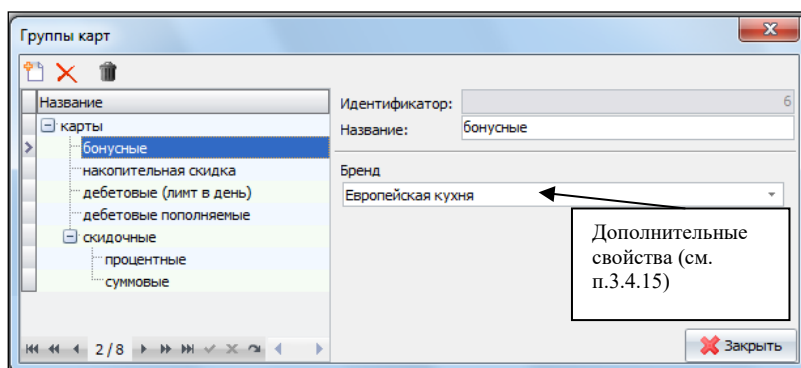 Группы карт
Название
карты
бонусные
накопительная скидка
дебетовые (лимт в день)
дебетовые пополняемые
скидочные
процентные
суммовые
2 / 8
Идентификатор: 6
Название: бонусные
Бренд
Европейская кухня
Дополнительные
свойства (см.
п.3.4.15)
Закрыть